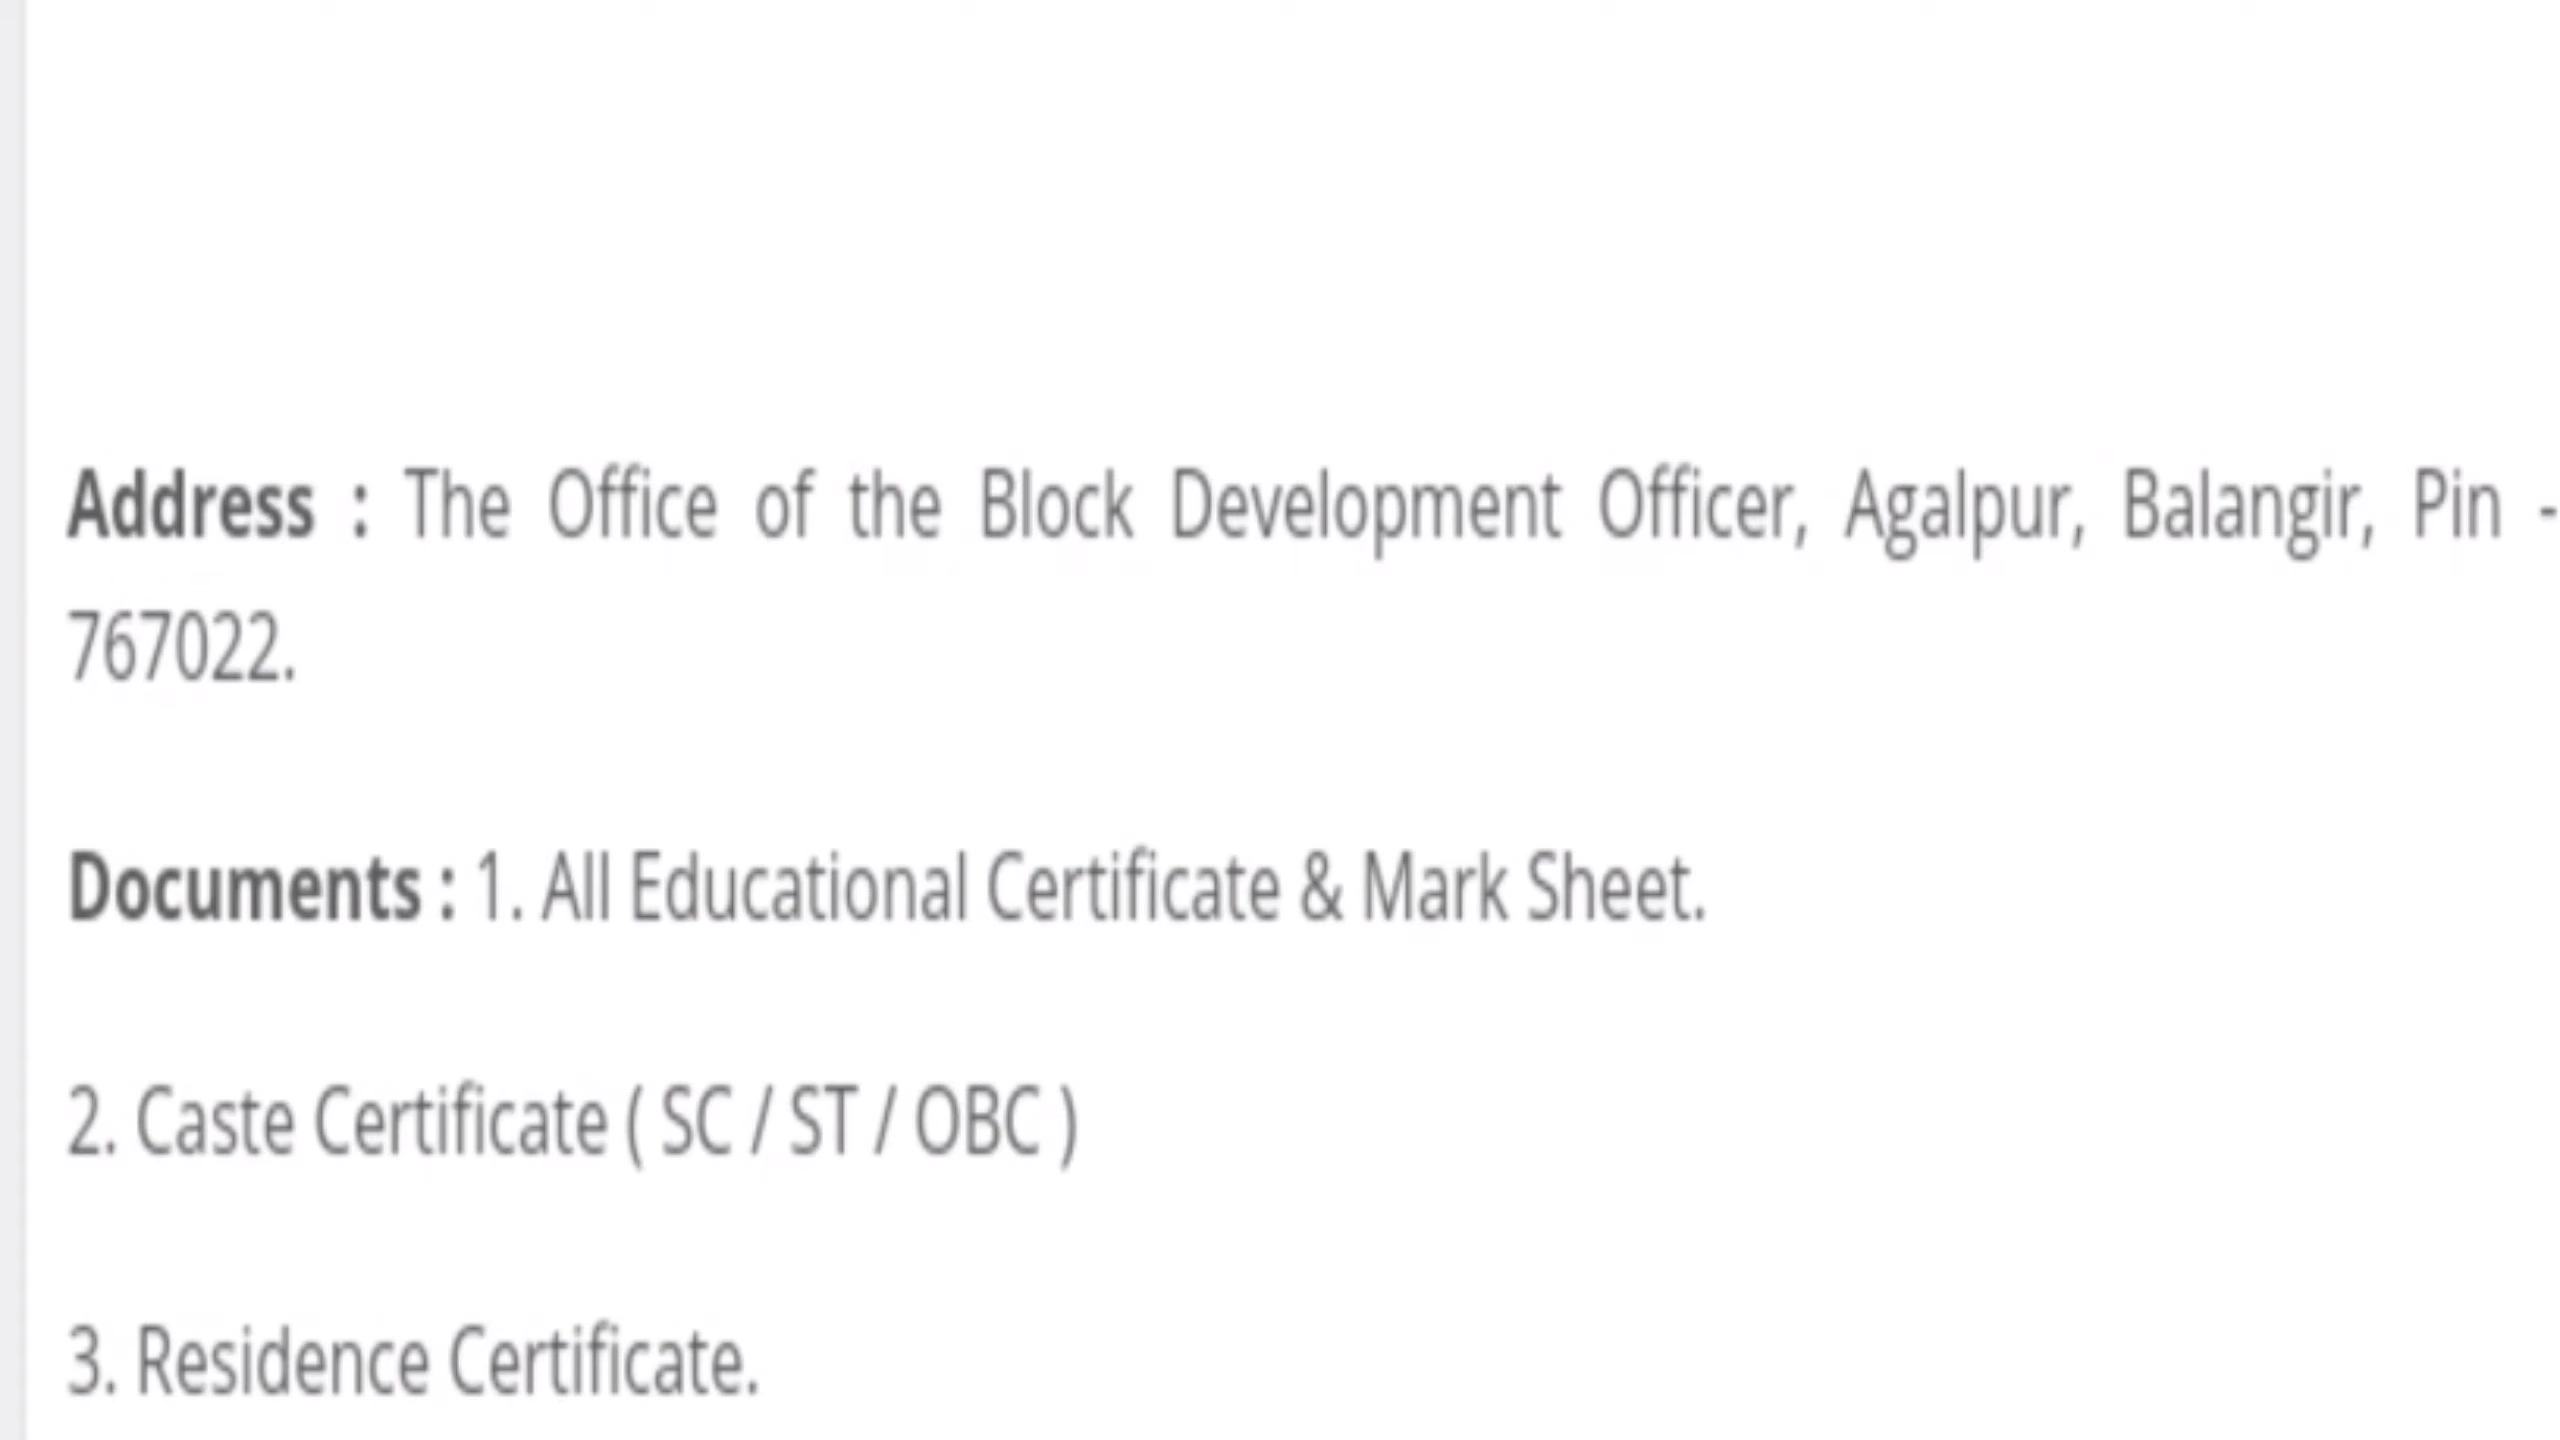 Address : The Office of the Block Development Officer, Agalpur, Balangir, Pin -
767022.
Documents : 1. All Educational Certificate & Mark Sheet.
2. Caste Certificate ( SC / ST / OBC )
3. Residence Certificate.